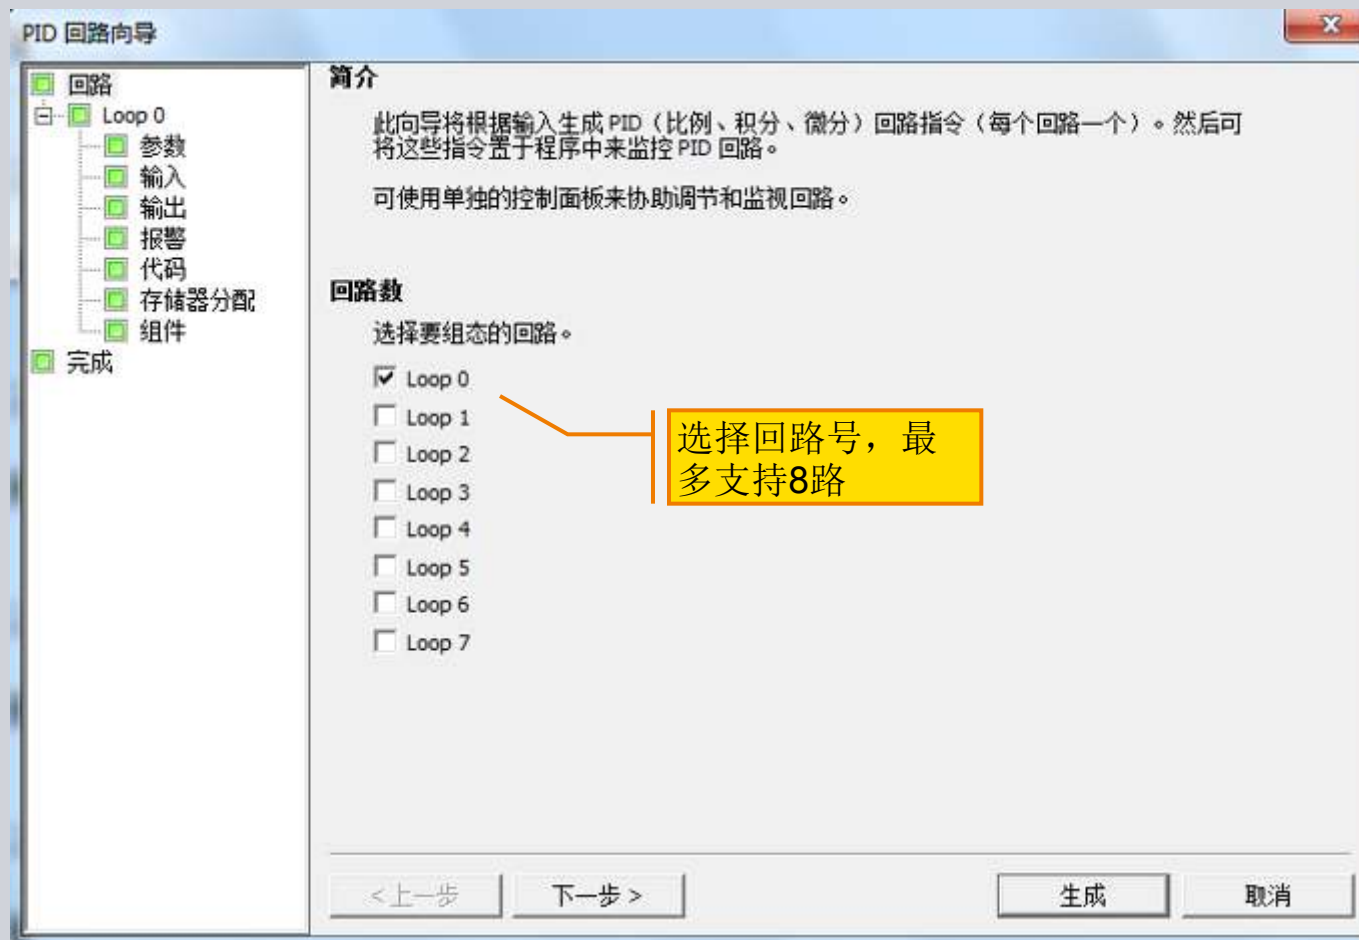 PID 回路向导
回路
Loop 0
参数
输入
输出
报警
代码
存储器分配
组件
完成
简介
此向导将根据输入生成 PID（比例、积分、微分）回路指令（每个回路一个）。然后可
将这些指令置于程序中来监控 PID 回路。
可使用单独的控制面板来协助调节和监视回路。
回路数
选择要组态的回路。
Loop 0
Loop 1
Loop 2
Loop 3
Loop 4
Loop 5
Loop 6
Loop 7
选择回路号，最
多支持8路
<上一步
下一步 >
生成
取消